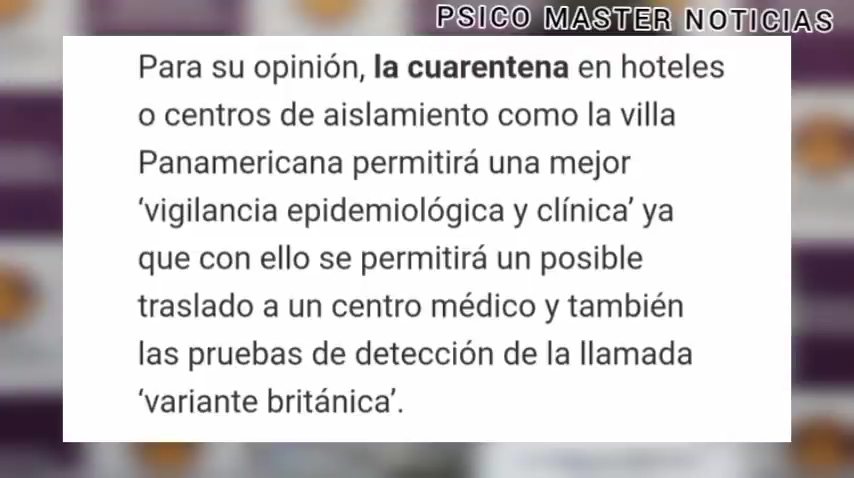 PSICO MASTER NOTICIAS
Para su opinión, la cuarentena en hoteles
o centros de aislamiento como la villa
Panamericana permitirá una mejor
‘vigilancia epidemiológica y clínica’ ya
que con ello se permitirá un posible
traslado a un centro médico y también
las pruebas de detección de la llamada
‘variante británica’.